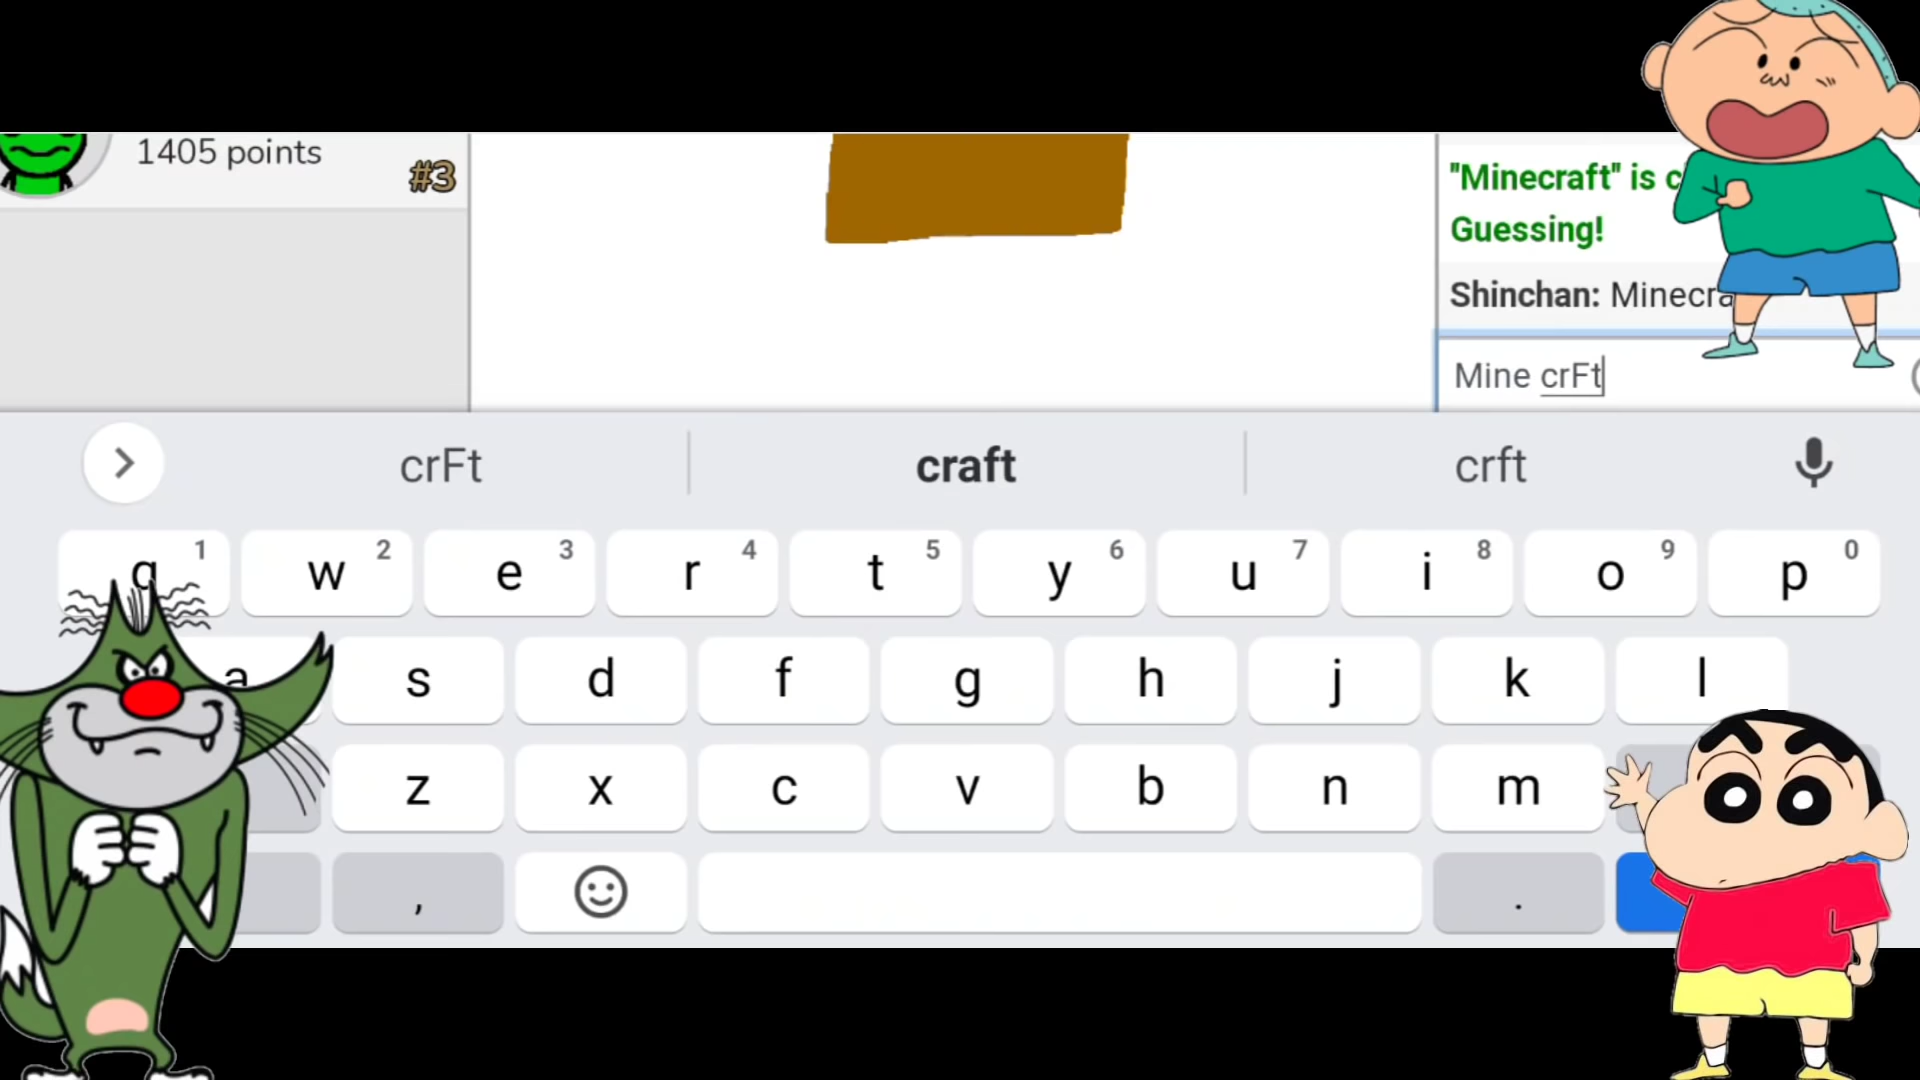 1405 points
#3
"Minecraft" is
Guessing!
Shinchan: Minecra
Mine crFt
crFt craft crft
q 1 w 2 e 3 r 4 t 5 y 6 u 7 i 8 o 9 p 0
a s d f g h j k l
z x c v b n m
, .